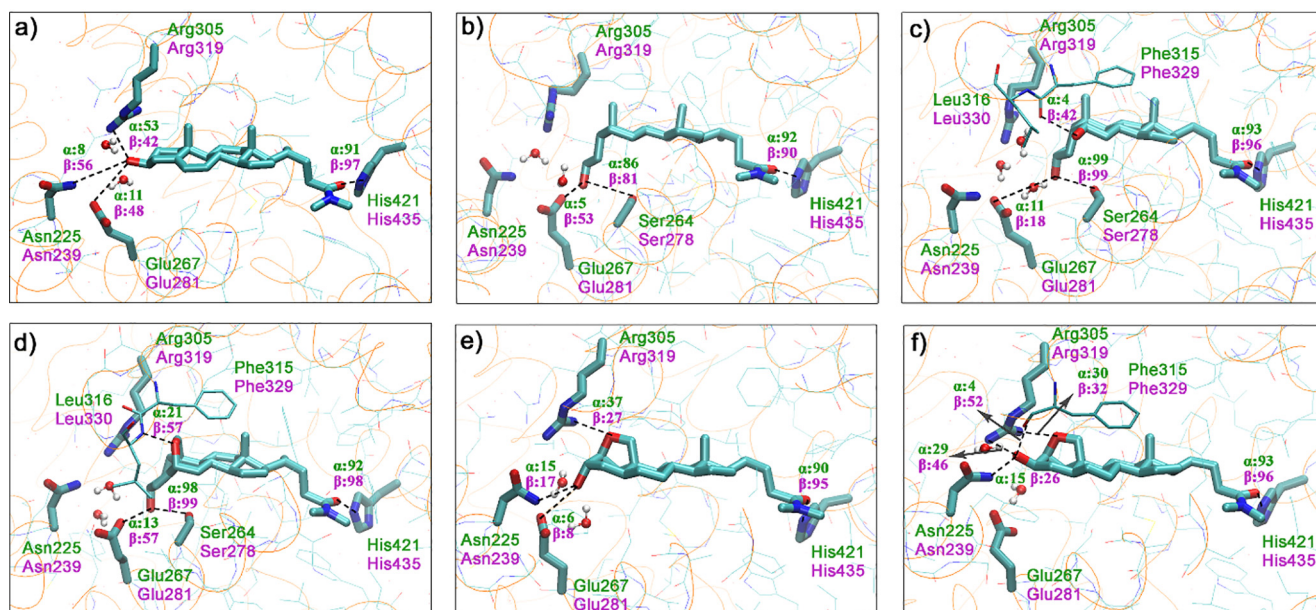 a)
Arg305
Arg319
α:53
β:42
α:8
β:56
α:11
β:48
α:91
β:97
Asn225
Asn239
Glu267
Glu281
His421
His435
b)
Arg305
Arg319
α:92
β:90
α:86
β:81
α:5
β:53
Asn225
Asn239
Ser264
Ser278
Glu267
Glu281
His421
His435
c)
Arg305
Arg319
Phe315
Phe329
Leu316
Leu330
α:4
β:42
α:93
β:96
α:99
β:99
α:11
β:18
Asn225
Asn239
Ser264
Ser278
Glu267
Glu281
His421
His435
d)
Arg305
Arg319
Phe315
Phe329
Leu316
Leu330
α:21
β:57
α:92
β:98
α:98
β:99
α:13
β:57
Asn225
Asn239
Ser264
Ser278
Glu267
Glu281
His421
His435
e)
Arg305
Arg319
α:37
β:27
α:15
β:17
α:90
β:95
α:6
β:8
Asn225
Asn239
Glu267
Glu281
His421
His435
f)
Arg305
Arg319
α:30
β:32
Phe315
Phe329
α:4
β:52
α:29
β:46
α:15 β:26
α:93
β:96
Asn225
Asn239
Glu267
Glu281
His421
His435